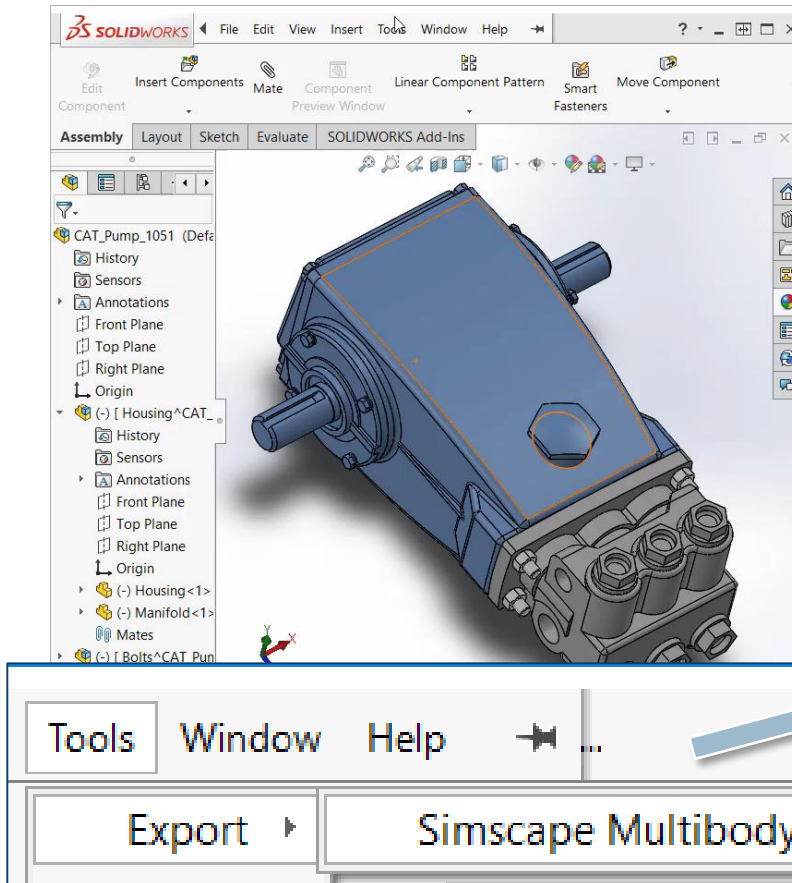 SOLIDWORKS File Edit View Insert Tools Window Help ?
Edit Component
Insert Components
Mate
Component Preview Window
Linear Component Pattern
Smart Fasteners
Move Component
Assembly Layout Sketch Evaluate SOLIDWORKS Add-Ins
CAT_Pump_1051 (Defa
History
Sensors
Annotations
Front Plane
Top Plane
Right Plane
Origin
(-) [ Housing^CAT_
History
Sensors
Annotations
Front Plane
Top Plane
Right Plane
Origin
(-) Housing<1>
(-) Manifold<1>
Mates
(-) [ Bolts^CAT_Pun
Y
X
Tools Window Help ...
Export Simscape Multibody